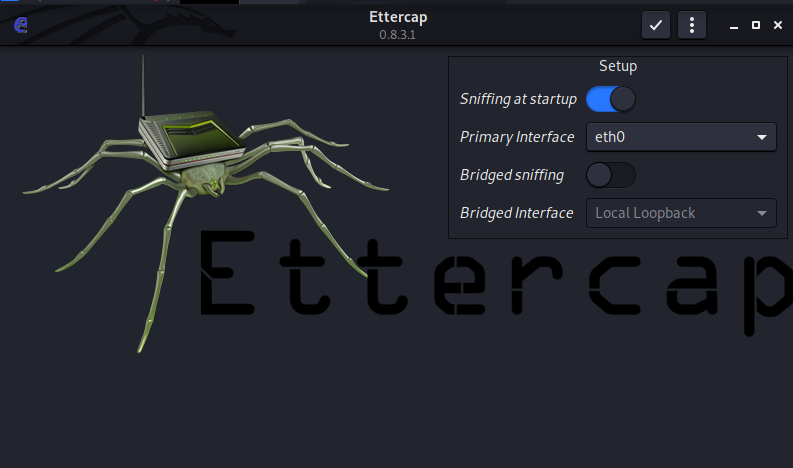 Ettercap
0.8.3.1
Setup
Sniffing at startup
Primary Interface eth0
Bridged sniffing
Bridged Interface Local Loopback
Ettercap